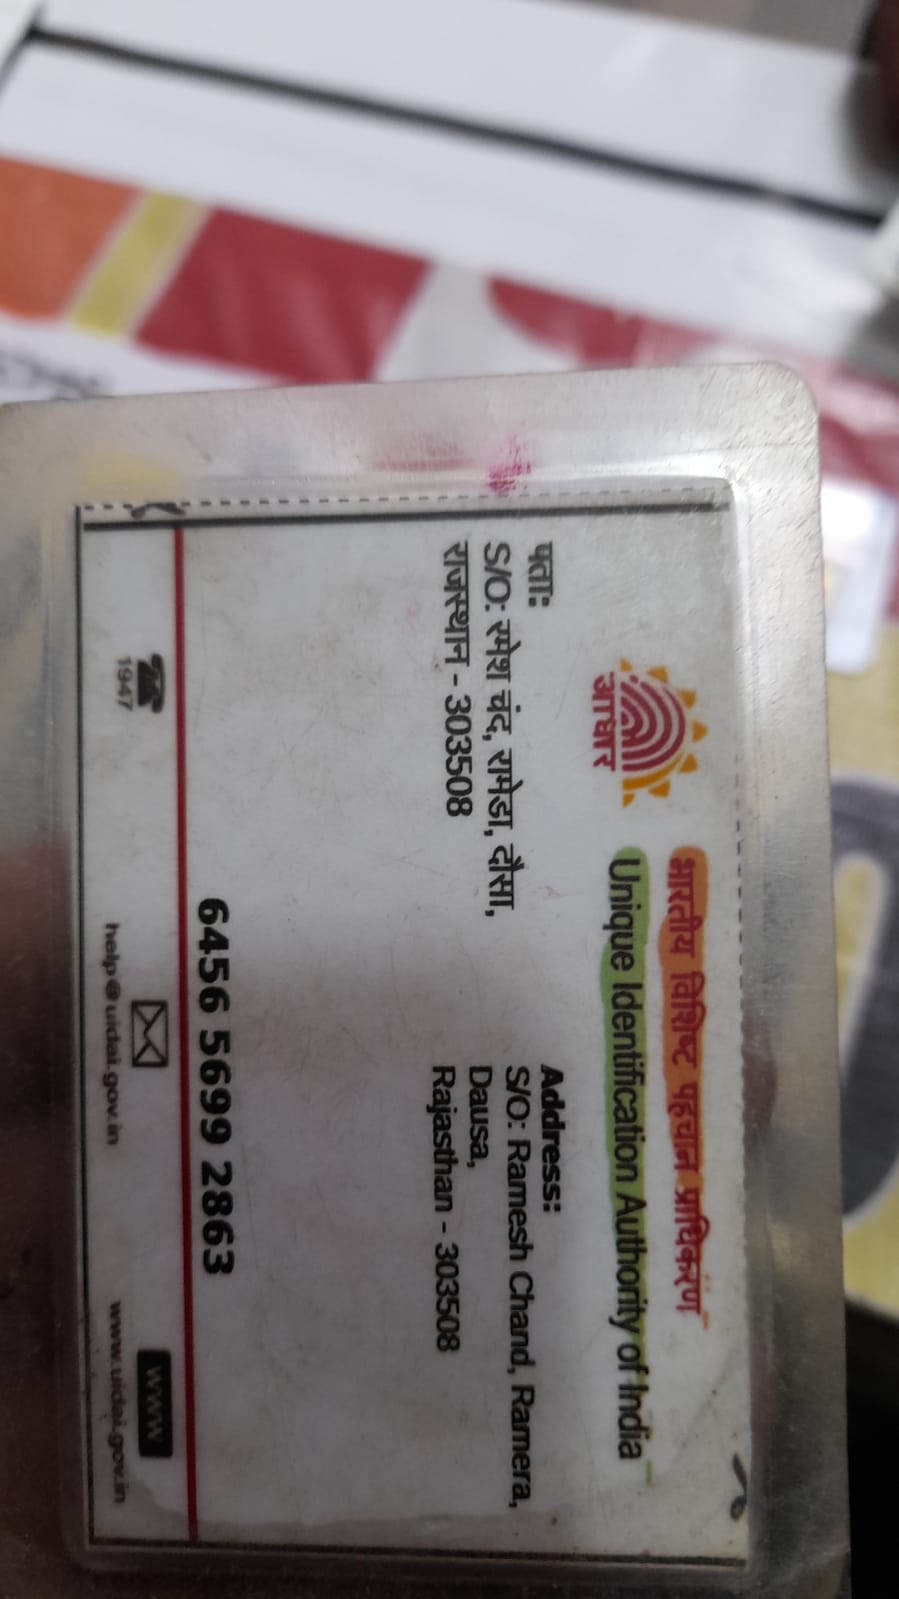 भारतीय विशिष्ट पहचान प्राधिकरण
Unique Identification Authority of India
आधार
पता:
S/O: रमेश चंद, रामेडा, दौसा,
राजस्थान - 303508
Address:
S/O: Ramesh Chand, Ramera,
Dausa,
Rajasthan - 303508
6456 5699 2863
1947
help@uidai.gov.in
www
www.uidai.gov.in